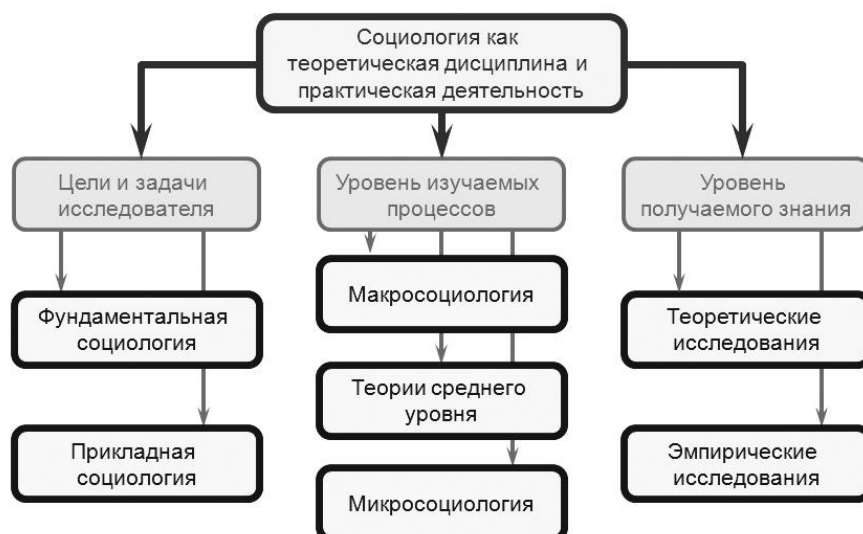 Социология как
теоретическая дисциплина и
практическая деятельность
Цели и задачи
исследователя
Уровень изучаемых
процессов
Уровень
получаемого знания
Фундаментальная
социология
Макросоциология
Теоретические
исследования
Теории среднего
уровня
Прикладная
социология
Эмпирические
исследования
Микросоциология